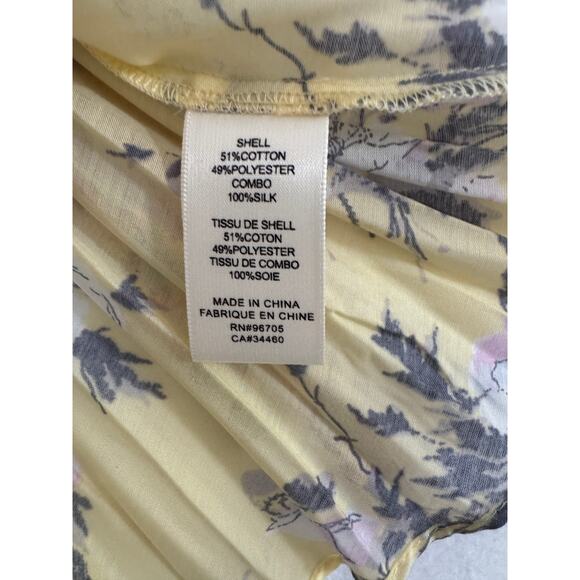 SHELL
51%COTTON
49%POLYESTER
COMBO
100%SILK
TISSU DE SHELL
51%COTON
49%POLYESTER
TISSU DE COMBO
100%SOIE
MADE IN CHINA
FABRIQUE EN CHINE
RN#96705
CA#34460